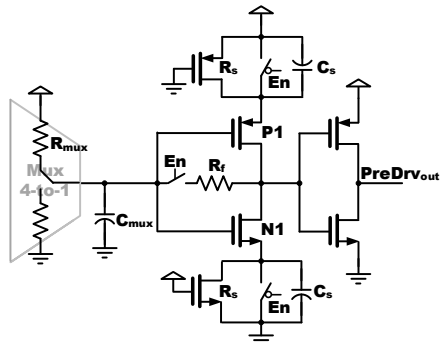 Rs
En
Cs
Rmux
Mux
4-to-1
En
Rf
P1
PreDrvout
Cmux
N1
Rs
En
Cs